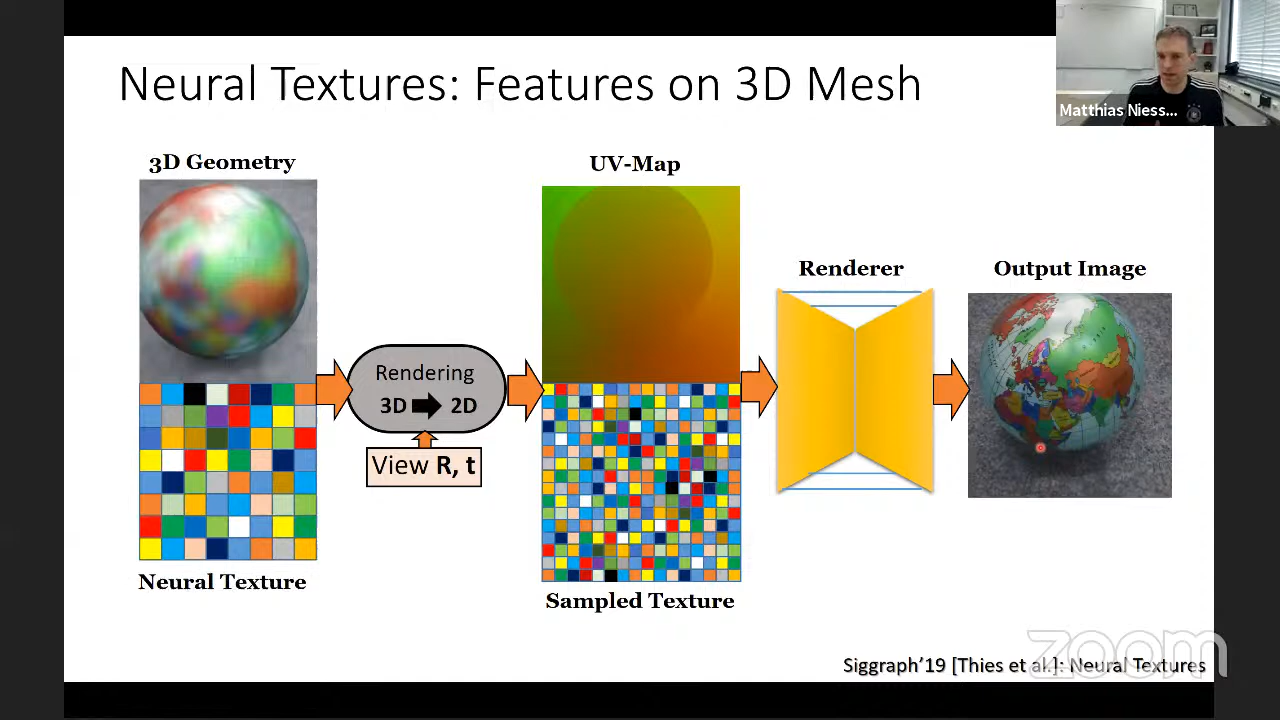 Neural Textures: Features on 3D Mesh
Matthias Niess...
3D Geometry
UV-Map
Renderer
Output Image
Rendering
3D 2D
View R, t
Neural Texture
Sampled Texture
zoom
Siggraph'19 [Thies et al.]: Neural Textures